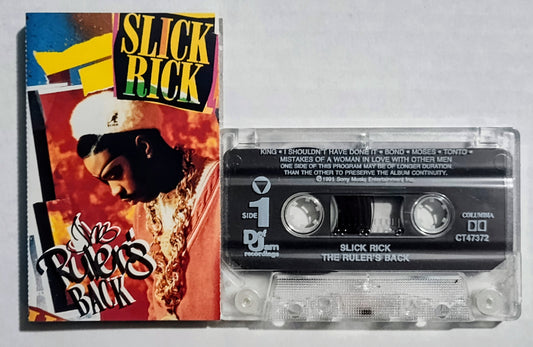 SLICK
RICK
KANGOL
The
Ruler's
BACK
KING • I SHOULDN'T HAVE DONE IT • BOND • MOSES • TONTO •
MISTAKES OF A WOMAN IN LOVE WITH OTHER MEN
ONE SIDE OF THIS PROGRAM MAY BE OF LONGER DURATION
THAN THE OTHER TO PRESERVE THE ALBUM CONTINUITY.
© 1991 Sony Music Entertainment Inc.
SIDE 1
Def Jam
recordings
COLUMBIA
CT47372
SLICK RICK
THE RULER'S BACK